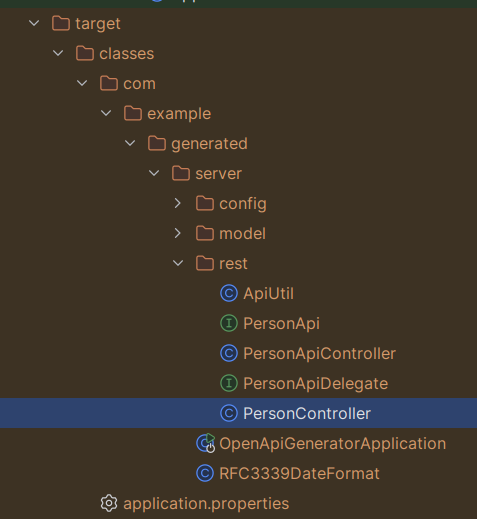 target
classes
com
example
generated
server
config
model
rest
C ApiUtil
I PersonApi
C PersonApiController
I PersonApiDelegate
C PersonController
C OpenApiGeneratorApplication
C RFC3339DateFormat
application.properties